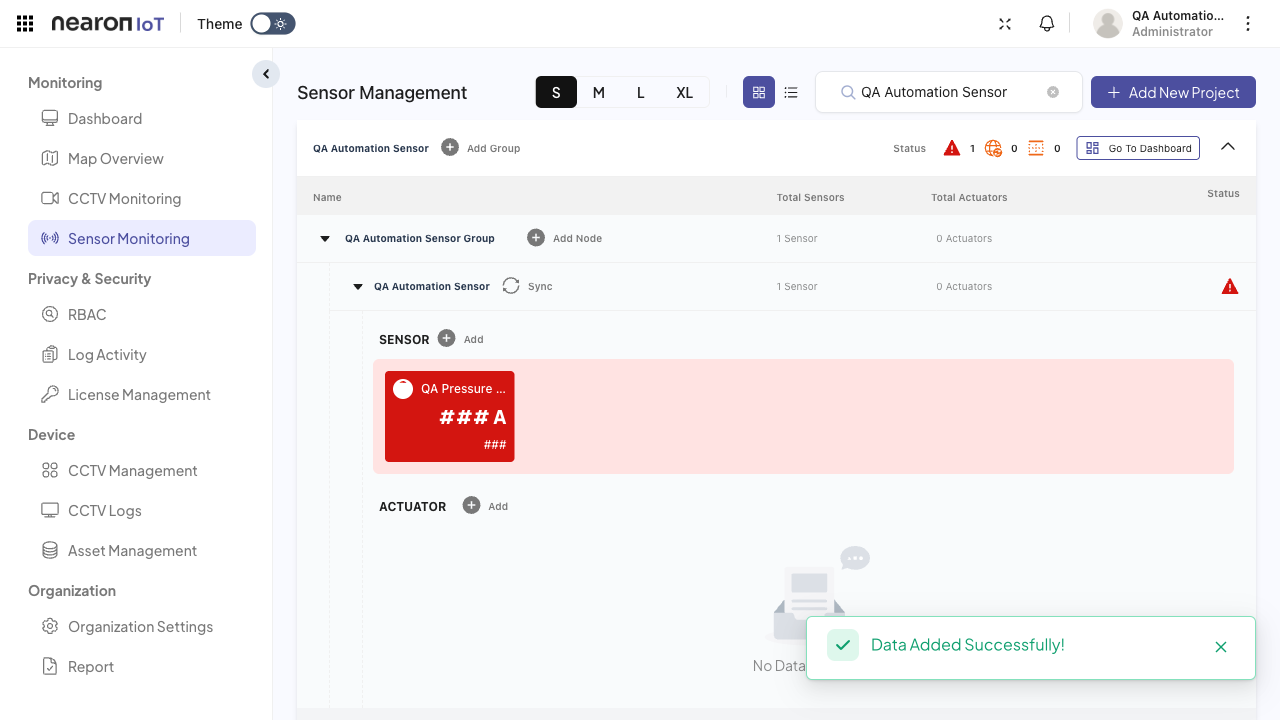 nearon IoT
Theme
QA Automatio...
Administrator
Monitoring
Dashboard
Map Overview
CCTV Monitoring
Sensor Monitoring
Privacy & Security
RBAC
Log Activity
License Management
Device
CCTV Management
CCTV Logs
Asset Management
Organization
Organization Settings
Report
Sensor Management
S M L XL
QA Automation Sensor
Add New Project
QA Automation Sensor
Add Group
Status 1 0 0
Go To Dashboard
Name Total Sensors Total Actuators Status
QA Automation Sensor Group Add Node 1 Sensor 0 Actuators
QA Automation Sensor Sync 1 Sensor 0 Actuators
SENSOR Add
QA Pressure ...
### A
###
ACTUATOR Add
No Data
Data Added Successfully!